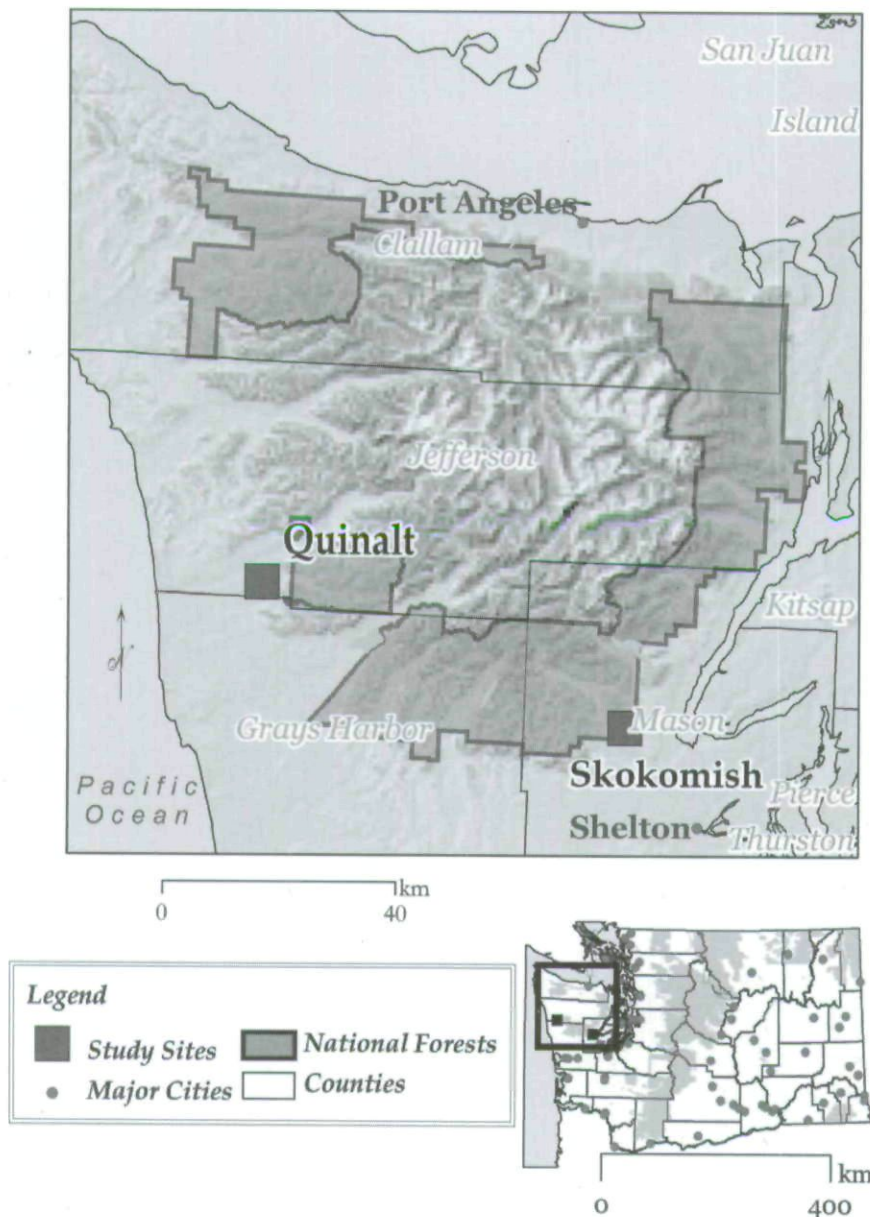 San Juan
Island
Port Angeles
Clallam
Jefferson
Quinalt
Kitsap
N
Grays Harbor
Mason
Pacific
Ocean
Skokomish
Pierce
Shelton
Thurston
km
0 40
Legend
Study Sites
National Forests
Major Cities
Counties
km
0 400